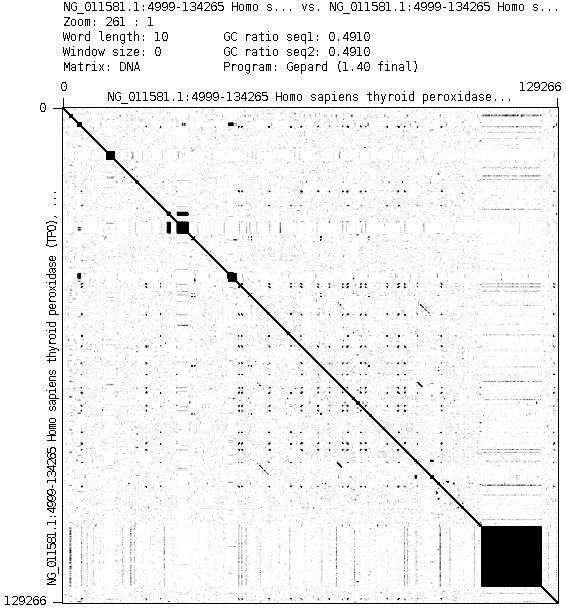 NG_011581.1:4999-134265 Homo s... vs. NG_011581.1:4999-134265 Homo s...
Zoom: 261 : 1
Word length: 10 GC ratio seq1: 0.4910
Window size: 0 GC ratio seq2: 0.4910
Matrix: DNA Program: Gepard (1.40 final)
0 129266
NG_011581.1:4999-134265 Homo sapiens thyroid peroxidase...
0
NG_011581.1:4999-134265 Homo sapiens thyroid peroxidase (TPO), ...
129266